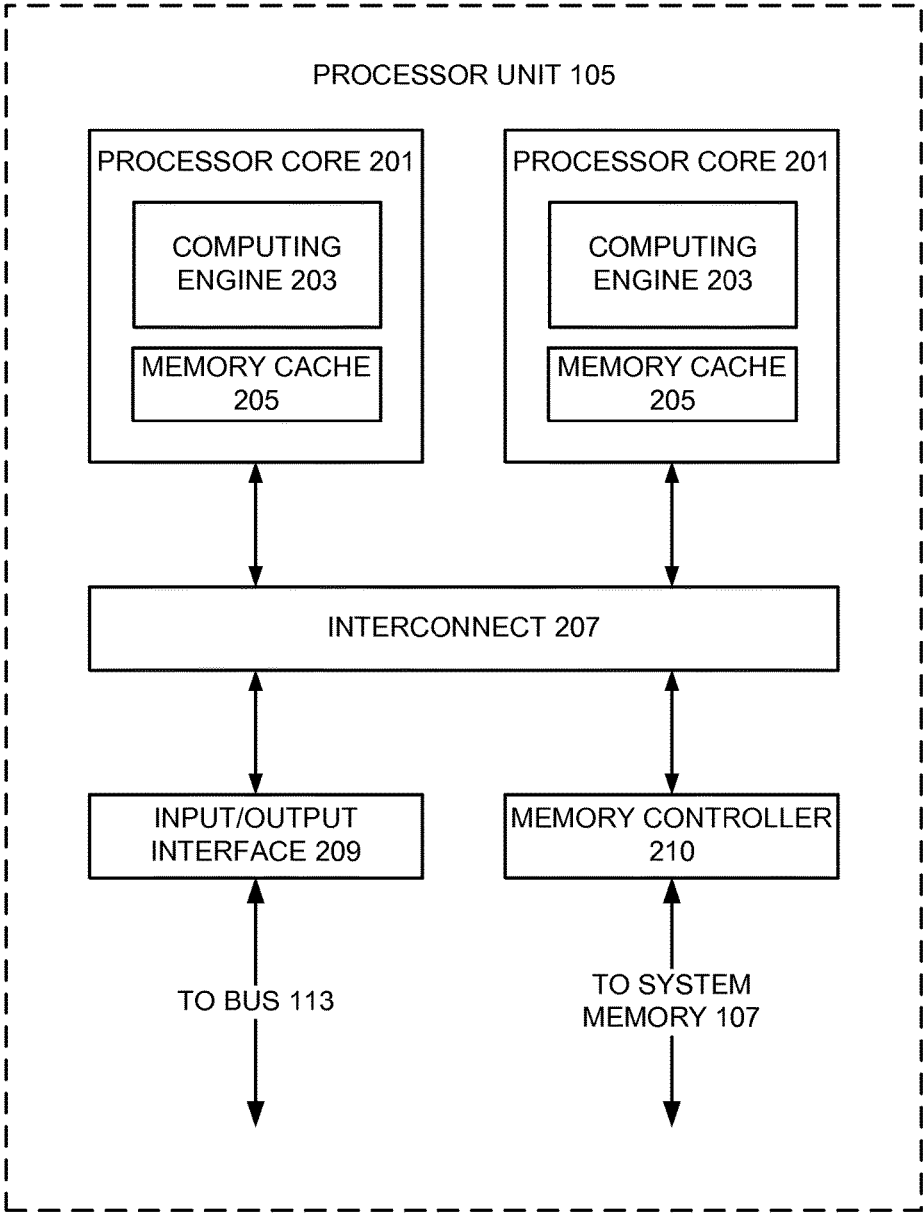 PROCESSOR UNIT 105
PROCESSOR CORE 201
COMPUTING
ENGINE 203
MEMORY CACHE
205
PROCESSOR CORE 201
COMPUTING
ENGINE 203
MEMORY CACHE
205
INTERCONNECT 207
INPUT/OUTPUT
INTERFACE 209
MEMORY CONTROLLER
210
TO BUS 113
TO SYSTEM
MEMORY 107